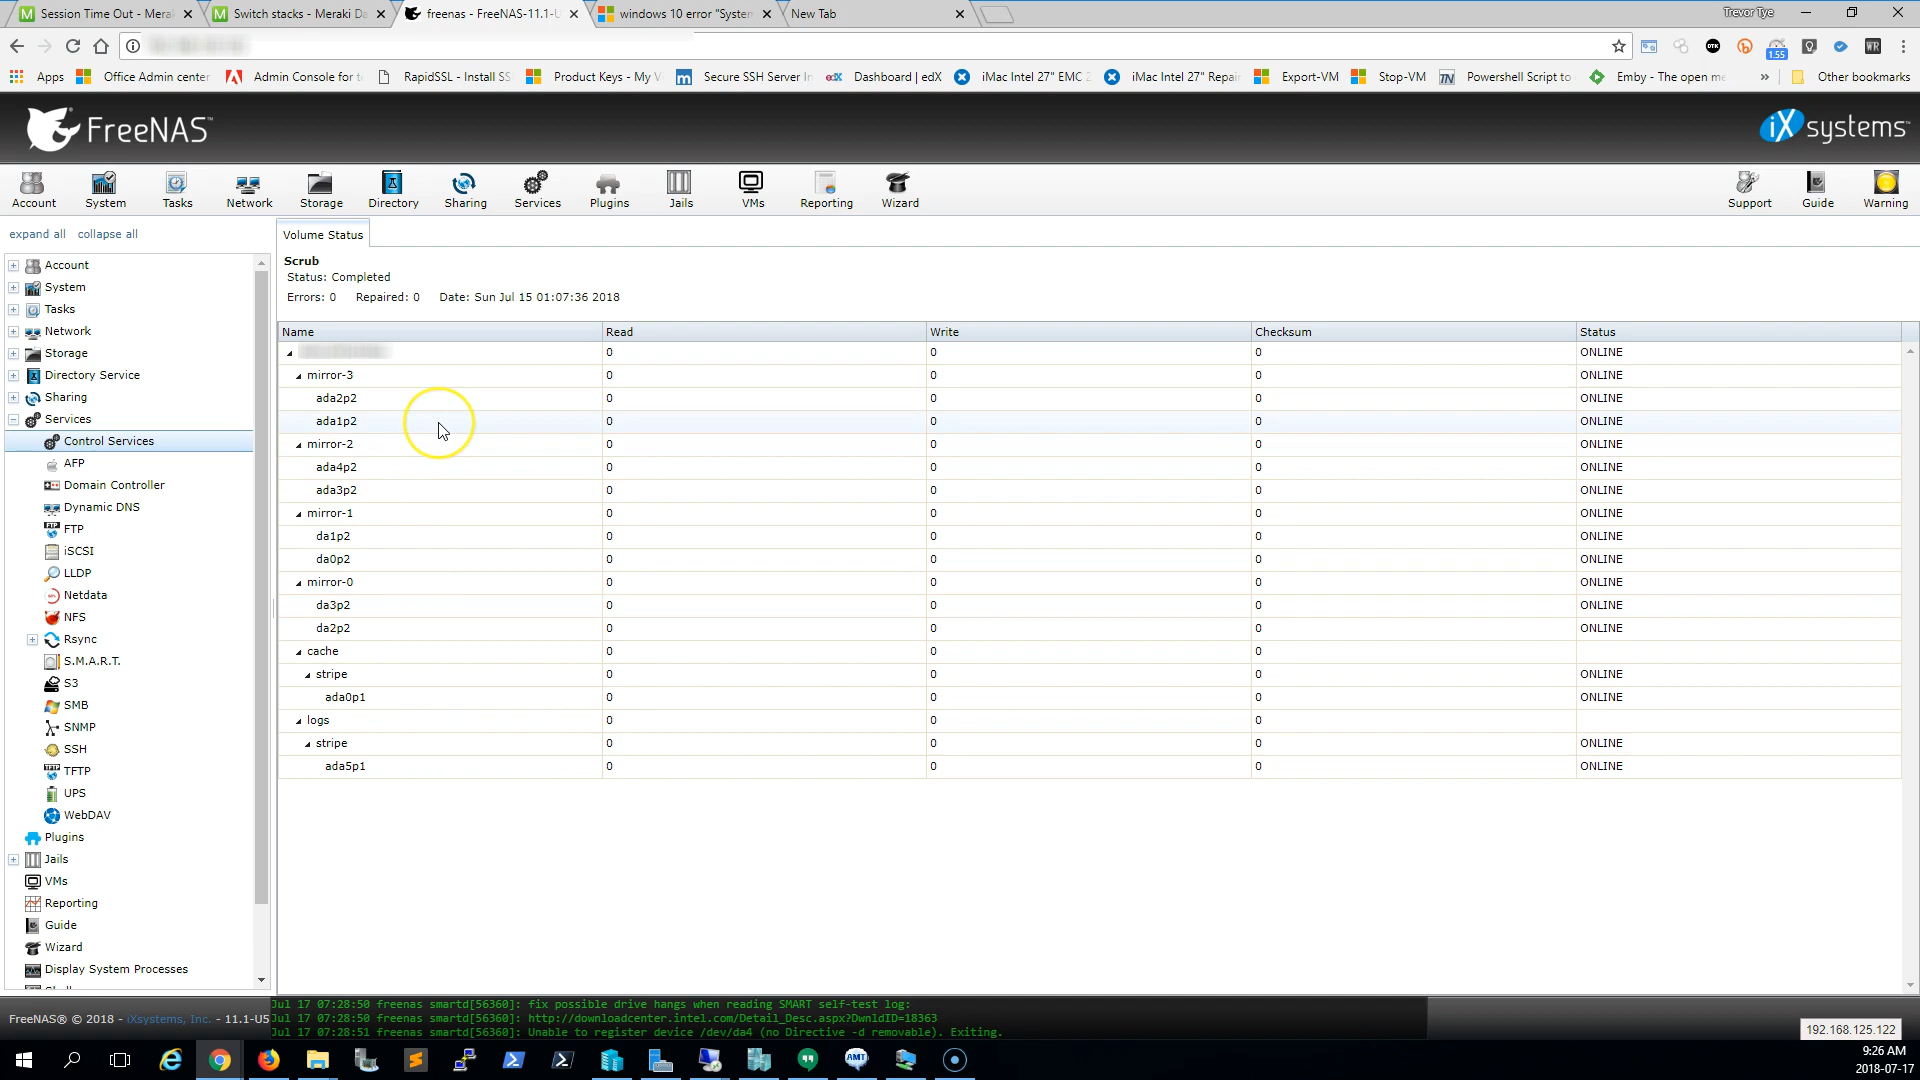 Session Time Out - Merak
Switch stacks - Meraki Da
freenas - FreeNAS-11.1-U
windows 10 error "System
New Tab
Trevor Tye
1.55
Apps
Office Admin center
Admin Console for
RapidSSL - Install SS
Product Keys - My V
Secure SSH Server In
Dashboard | edX
iMac Intel 27" EMC 2
iMac Intel 27" Repair
Export-VM
Stop-VM
Powershell Script to
Emby - The open me
»
Other bookmarks
FreeNAS™
iXsystems™
Account
System
Tasks
Network
Storage
Directory
Sharing
Services
Plugins
Jails
VMs
Reporting
Wizard
Support
Guide
Warning
expand all collapse all
Account
System
Tasks
Network
Storage
Directory Service
Sharing
Services
Control Services
AFP
Domain Controller
Dynamic DNS
FTP
iSCSI
LLDP
Netdata
NFS
Rsync
S.M.A.R.T.
S3
SMB
SNMP
SSH
TFTP
UPS
WebDAV
Plugins
Jails
VMs
Reporting
Guide
Wizard
Display System Processes
Volume Status
Scrub
Status: Completed
Errors: 0 Repaired: 0 Date: Sun Jul 15 01:07:36 2018
Name Read Write Checksum Status
0 0 0 ONLINE
mirror-3 0 0 0 ONLINE
ada2p2 0 0 0 ONLINE
ada1p2 0 0 0 ONLINE
mirror-2 0 0 0 ONLINE
ada4p2 0 0 0 ONLINE
ada3p2 0 0 0 ONLINE
mirror-1 0 0 0 ONLINE
da1p2 0 0 0 ONLINE
da0p2 0 0 0 ONLINE
mirror-0 0 0 0 ONLINE
da3p2 0 0 0 ONLINE
da2p2 0 0 0 ONLINE
cache 0 0 0
stripe 0 0 0 ONLINE
ada0p1 0 0 0 ONLINE
logs 0 0 0
stripe 0 0 0 ONLINE
ada5p1 0 0 0 ONLINE
FreeNAS® © 2018 - iXsystems, Inc. - 11.1-U5
Jul 17 07:28:50 freenas smartd[56360]: fix possible drive hangs when reading SMART self-test log:
Jul 17 07:28:50 freenas smartd[56360]: http://downloadcenter.intel.com/Detail_Desc.aspx?DwnldID=18363
Jul 17 07:28:51 freenas smartd[56360]: Unable to register device /dev/da4 (no Directive -d removable). Exiting.
192.168.125.122
AMT
9:26 AM
2018-07-17